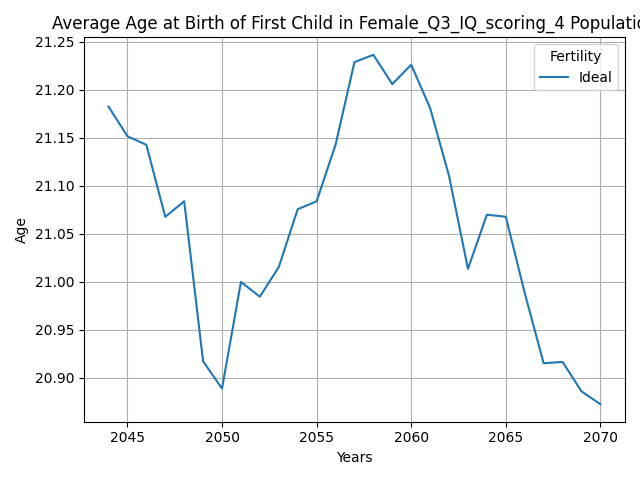 Average Age at Birth of First Child in Female_Q3_IQ_scoring_4 Populatio
21.25
21.20
21.15
21.10
21.05
21.00
20.95
20.90
Age
Fertility
Ideal
2045 2050 2055 2060 2065 2070
Years